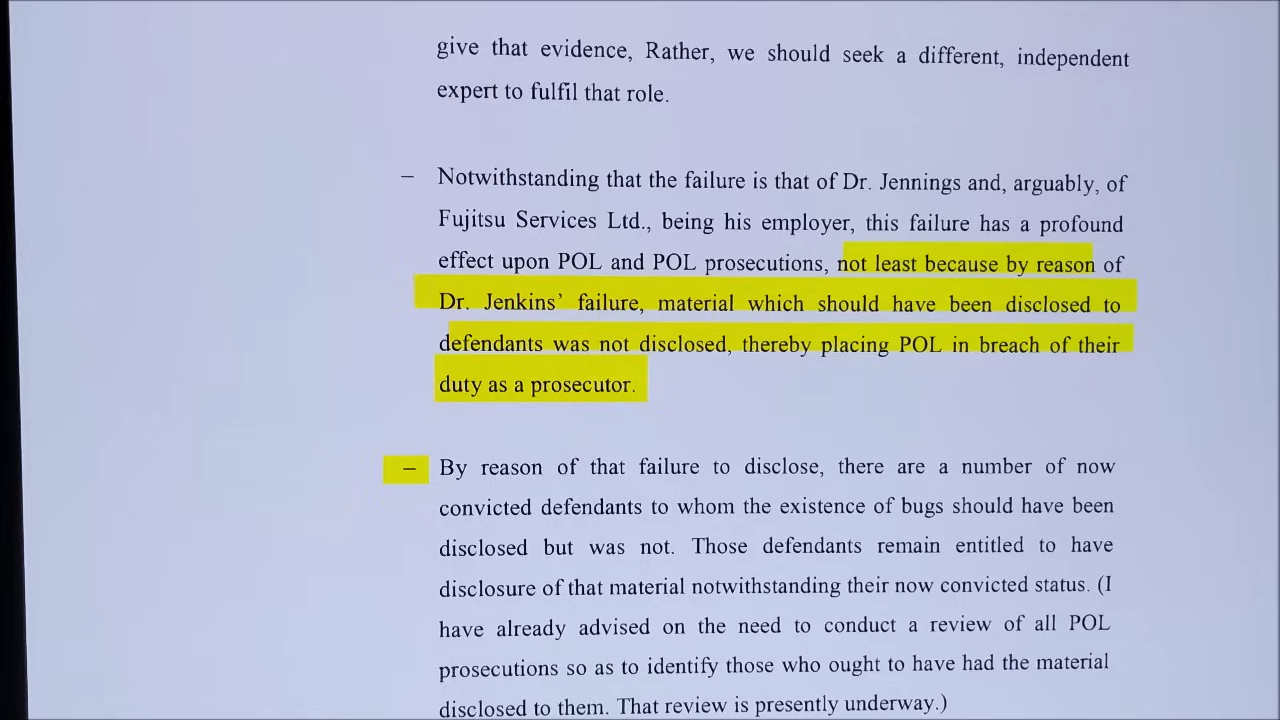 give that evidence, Rather, we should seek a different, independent
expert to fulfil that role.
– Notwithstanding that the failure is that of Dr. Jennings and, arguably, of
Fujitsu Services Ltd., being his employer, this failure has a profound
effect upon POL and POL prosecutions, not least because by reason of
Dr. Jenkins’ failure, material which should have been disclosed to
defendants was not disclosed, thereby placing POL in breach of their
duty as a prosecutor.
– By reason of that failure to disclose, there are a number of now
convicted defendants to whom the existence of bugs should have been
disclosed but was not. Those defendants remain entitled to have
disclosure of that material notwithstanding their now convicted status. (I
have already advised on the need to conduct a review of all POL
prosecutions so as to identify those who ought to have had the material
disclosed to them. That review is presently underway.)